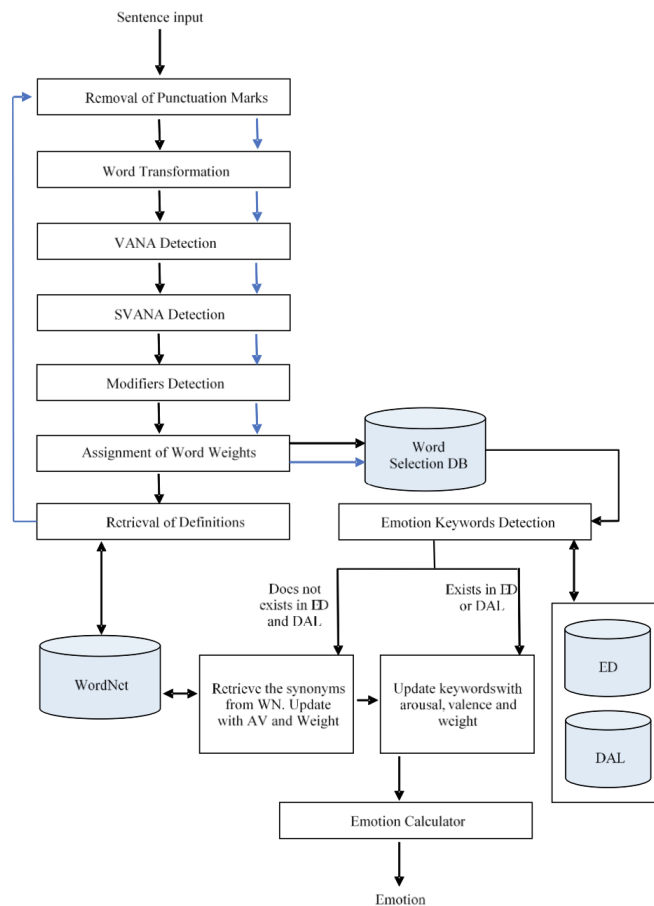 Sentence input
Removal of Punctuation Marks
Word Transformation
VANA Detection
SVANA Detection
Modifiers Detection
Assignment of Word Weights
Word
Selection DB
Retrieval of Definitions
Emotion Keywords Detection
Does not
exists in ED
and DAL
Exists in ED
or DAL
WordNet
Retrieve the synonyms
from WN. Update
with AV and Weight
Update keywordswith
arousal, valence and
weight
ED
DAL
Emotion Calculator
Emotion